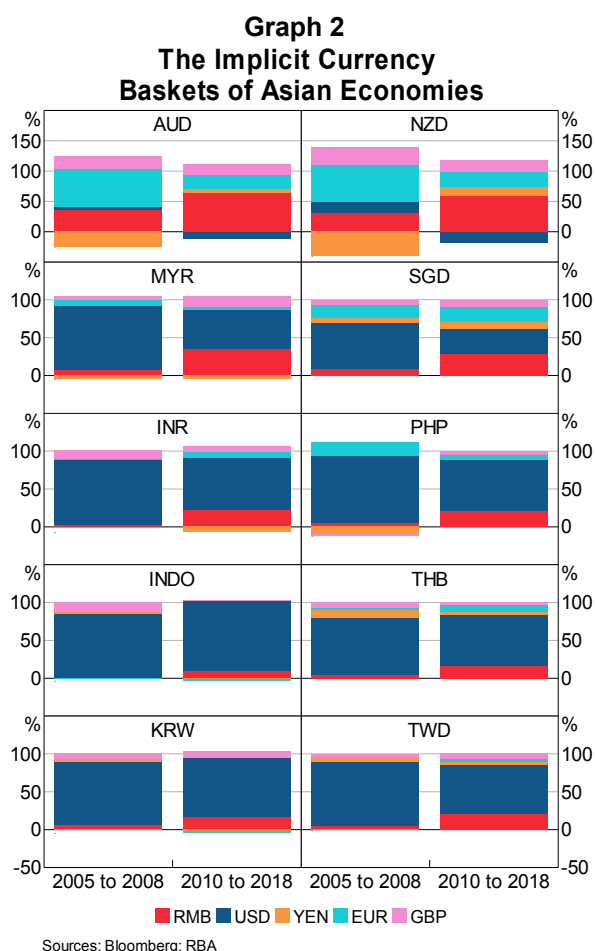 Graph 2
The Implicit Currency
Baskets of Asian Economies
% AUD NZD %
150 150
100 100
50 50
0 0
% MYR SGD %
100 100
50 50
0 0
% INR PHP %
100 100
50 50
0 0
% INDO THB %
100 100
50 50
0 0
% KRW TWD %
100 100
50 50
0 0
-50 -50
2005 to 2008 2010 to 2018 2005 to 2008 2010 to 2018
RMB USD YEN EUR GBP
Sources: Bloomberg; RBA